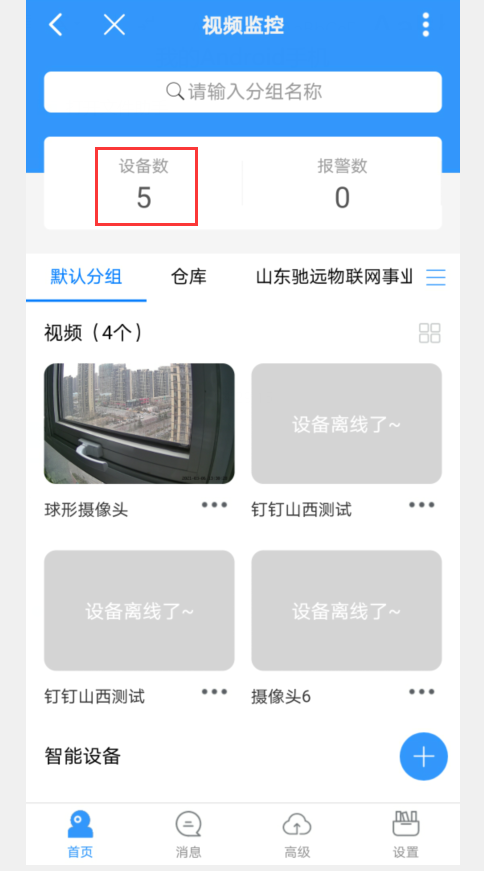 视频监控
请输入分组名称
设备数 报警数
5 0
默认分组 仓库 山东驰远物联网事业
视频（4个）
设备离线了~
球形摄像头 ••• 钉钉山西测试 •••
设备离线了~ 设备离线了~
钉钉山西测试 ••• 摄像头6 •••
智能设备
首页 消息 高级 设置